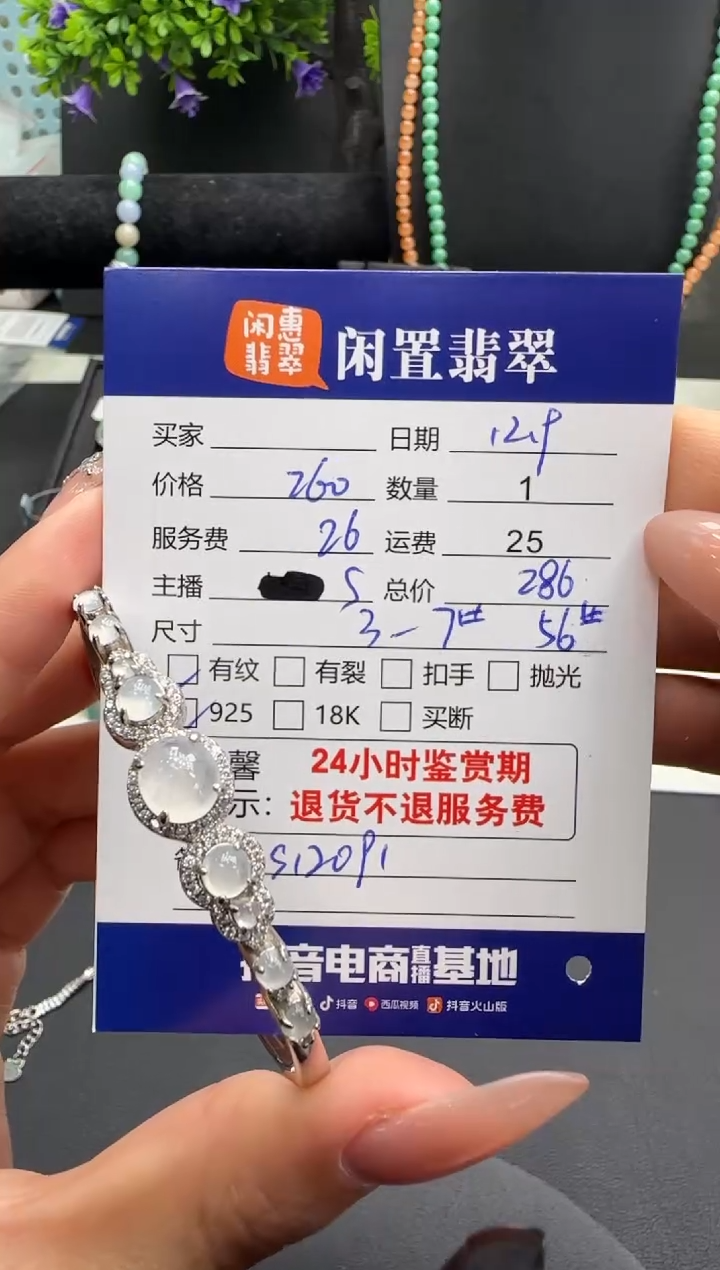 闲惠
翡翠
闲置翡翠
买家 日期 12.9
价格 260 数量 1
服务费 26 运费 25
主播 S 总价 286
尺寸 3-7# 56#
有纹 有裂 扣手 抛光
925 18K 买断
馨 24小时鉴赏期
示: 退货不退服务费
S12091
音电商直播基地
抖音 西瓜视频 抖音火山版